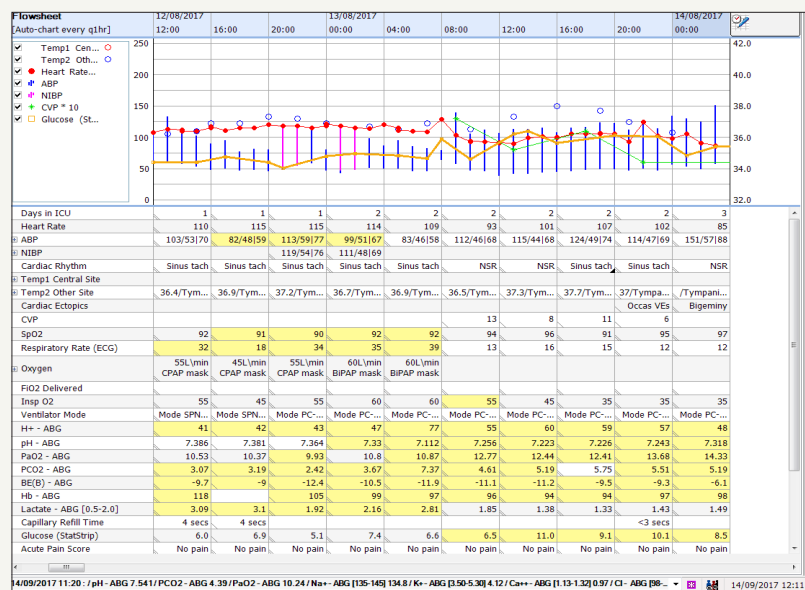 Flowsheet 12/08/2017 13/08/2017 14/08/2017
[Auto-chart every q1hr] 12:00 16:00 20:00 00:00 04:00 08:00 12:00 16:00 20:00 00:00
Temp1 Cen...
Temp2 Oth...
Heart Rate...
ABP
NIBP
CVP * 10
Glucose (St...
250 42.0
200 40.0
150 38.0
100 36.0
50 34.0
0 32.0
Days in ICU 1 1 1 2 2 2 2 2 2 3
Heart Rate 110 115 115 114 109 93 101 107 102 85
ABP 103/53|70 82/48|59 113/59|77 99/51|67 83/46|58 112/46|68 115/44|68 124/49|74 114/47|69 151/57|88
NIBP 119/54|76 111/48|69
Cardiac Rhythm Sinus tach Sinus tach Sinus tach Sinus tach Sinus tach NSR NSR Sinus tach Sinus tach NSR
Temp1 Central Site
Temp2 Other Site 36.4/Tym... 36.9/Tym... 37.2/Tym... 36.7/Tym... 36.9/Tym... 36.5/Tym... 37.3/Tym... 37.7/Tym... 37/Tympa... /Tympani...
Cardiac Ectopics Occas VEs Bigeminy
CVP 13 8 11 6
SpO2 92 91 90 92 92 94 96 91 95 97
Respiratory Rate (ECG) 32 18 34 35 39 13 16 15 12 12
Oxygen 55L\min CPAP mask 45L\min CPAP mask 55L\min CPAP mask 60L\min BiPAP mask 60L\min BiPAP mask
FiO2 Delivered
Insp O2 55 45 55 60 60 55 45 35 35 35
Ventilator Mode Mode SPN... Mode SPN... Mode PC-... Mode PC-... Mode PC-... Mode PC-... Mode PC-... Mode PC-... Mode PC-... Mode PC-...
H+ - ABG 41 42 43 47 77 55 60 59 57 48
pH - ABG 7.386 7.381 7.364 7.33 7.112 7.256 7.223 7.226 7.243 7.318
PaO2 - ABG 10.53 10.37 9.93 10.8 10.87 12.77 12.44 12.41 13.68 14.33
PCO2 - ABG 3.07 3.19 2.42 3.67 7.37 4.61 5.19 5.75 5.51 5.19
BE(B) - ABG -9.7 -9 -12.4 -10.5 -11.9 -11.1 -11.2 -9.5 -9.3 -6.1
Hb - ABG 118 105 99 97 96 94 94 97 98
Lactate - ABG [0.5-2.0] 3.09 3.1 1.92 2.16 2.81 1.85 1.38 1.33 1.43 1.49
Capillary Refill Time 4 secs 4 secs <3 secs
Glucose (StatStrip) 6.0 6.9 5.1 7.4 6.6 6.5 11.0 9.1 10.1 8.5
Acute Pain Score No pain No pain No pain No pain No pain No pain No pain No pain No pain No pain
14/09/2017 11:20 : / pH - ABG 7.541 / PCO2 - ABG 4.39 / PaO2 - ABG 10.24 / Na+ - ABG [135-145] 134.8 / K+ - ABG [3.50-5.30] 4.12 / Ca++ - ABG [1.13-1.32] 0.97 / Cl - ABG [98-... 14/09/2017 12:11